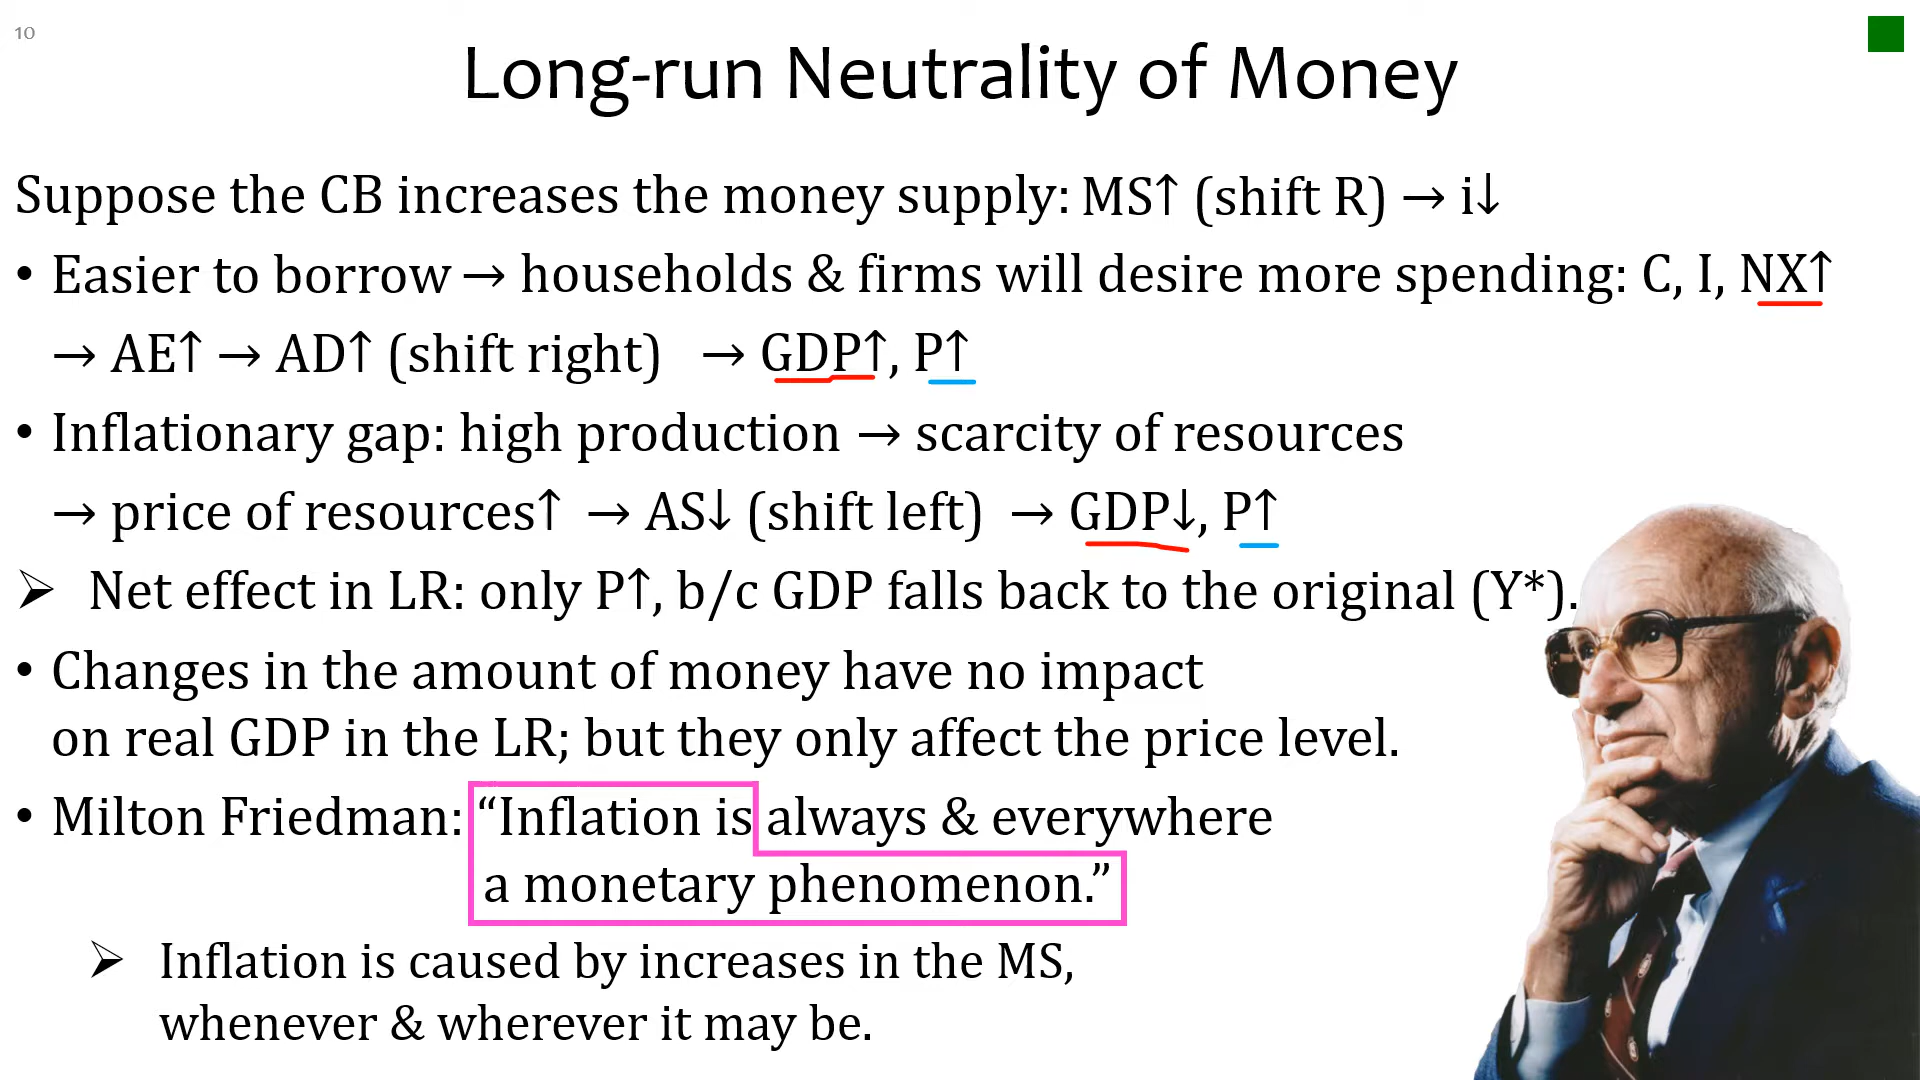 10
Long-run Neutrality of Money
Suppose the CB increases the money supply: MS↑ (shift R) → i↓
• Easier to borrow → households & firms will desire more spending: C, I, NX↑
→ AE↑ → AD↑ (shift right) → GDP↑, P↑
• Inflationary gap: high production → scarcity of resources
→ price of resources↑ → AS↓ (shift left) → GDP↓, P↑
➢ Net effect in LR: only P↑, b/c GDP falls back to the original (Y*).
• Changes in the amount of money have no impact
on real GDP in the LR; but they only affect the price level.
• Milton Friedman: “Inflation is always & everywhere
a monetary phenomenon.”
➢ Inflation is caused by increases in the MS,
whenever & wherever it may be.